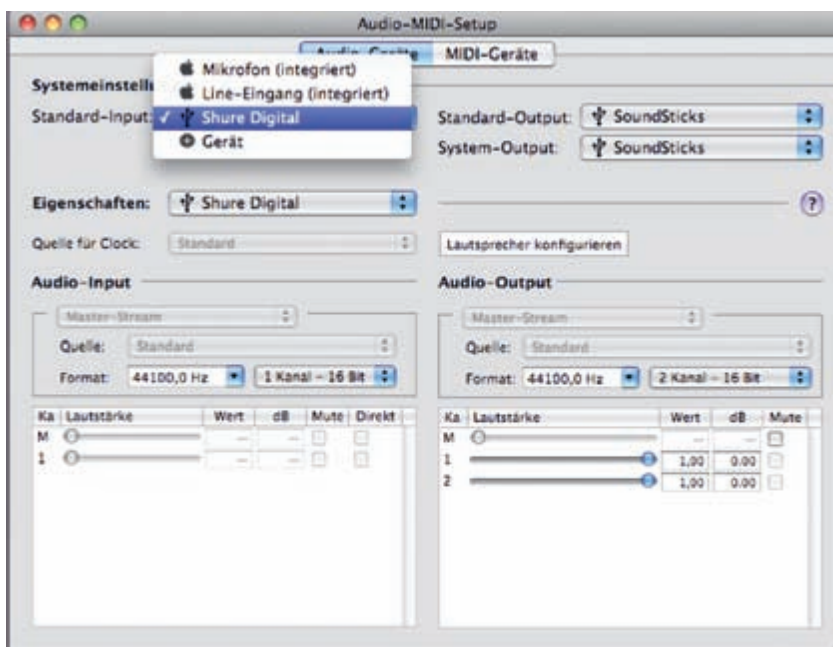 Audio-MIDI-Setup
Audio-Geräte MIDI-Geräte
Mikrofon (integriert)
Line-Eingang (integriert)
Shure Digital
Gerät
Standard-Input:
Standard-Output: SoundSticks
System-Output: SoundSticks
Eigenschaften: Shure Digital ?
Quelle für Clock: Standard
Lautsprecher konfigurieren
Audio-Input
Master-Stream
Quelle: Standard
Format: 44100,0 Hz 1 Kanal – 16 Bit
Ka Lautstärke Wert dB Mute Direkt
M
1
Audio-Output
Master-Stream
Quelle: Standard
Format: 44100,0 Hz 2 Kanal – 16 Bit
Ka Lautstärke Wert dB Mute
M
1 1,00 0.00
2 1,00 0.00